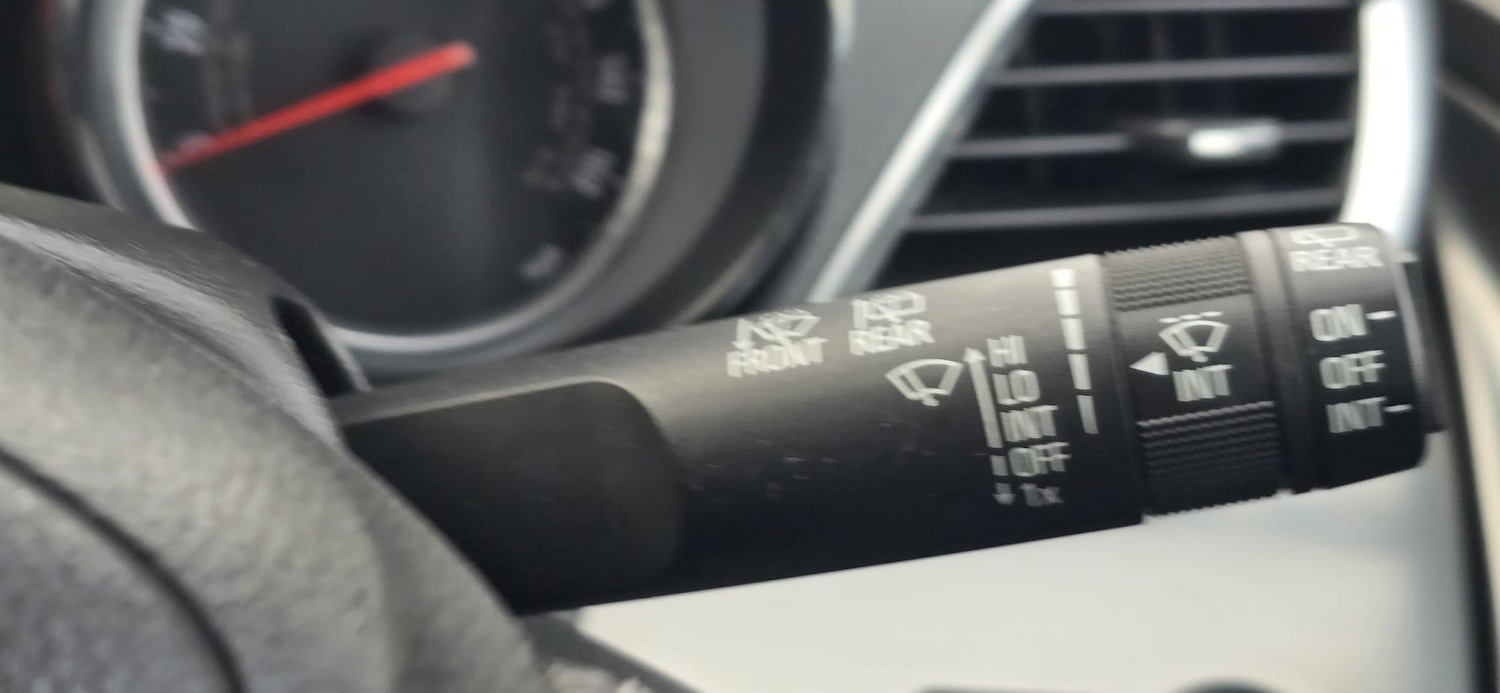 FRONT
REAR
HI
LO
INT
OFF
1x
INT
REAR
ON
OFF
INT